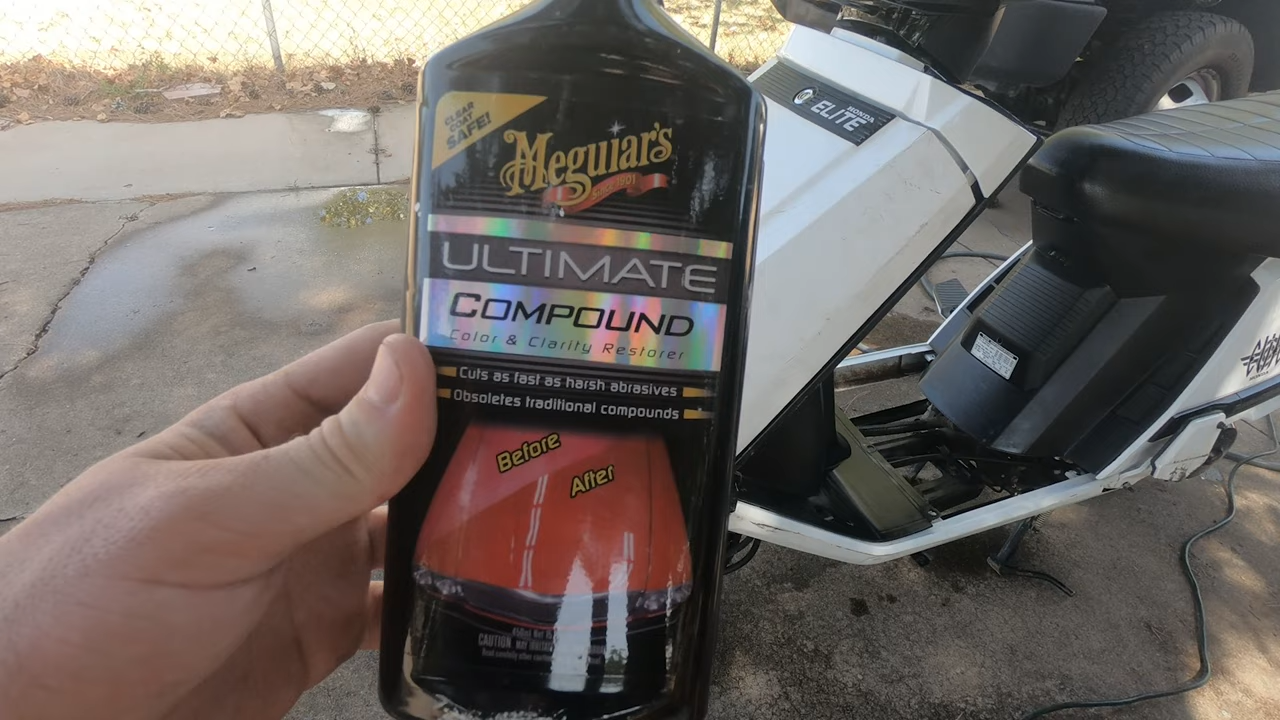 CLEAR
COAT
SAFE!
Meguiar's
SINCE 1901
ULTIMATE
COMPOUND
Color & Clarity Restorer
Cuts as fast as harsh abrasives
Obsoletes traditional compounds
Before
After
CAUTION
HONDA
ELITE